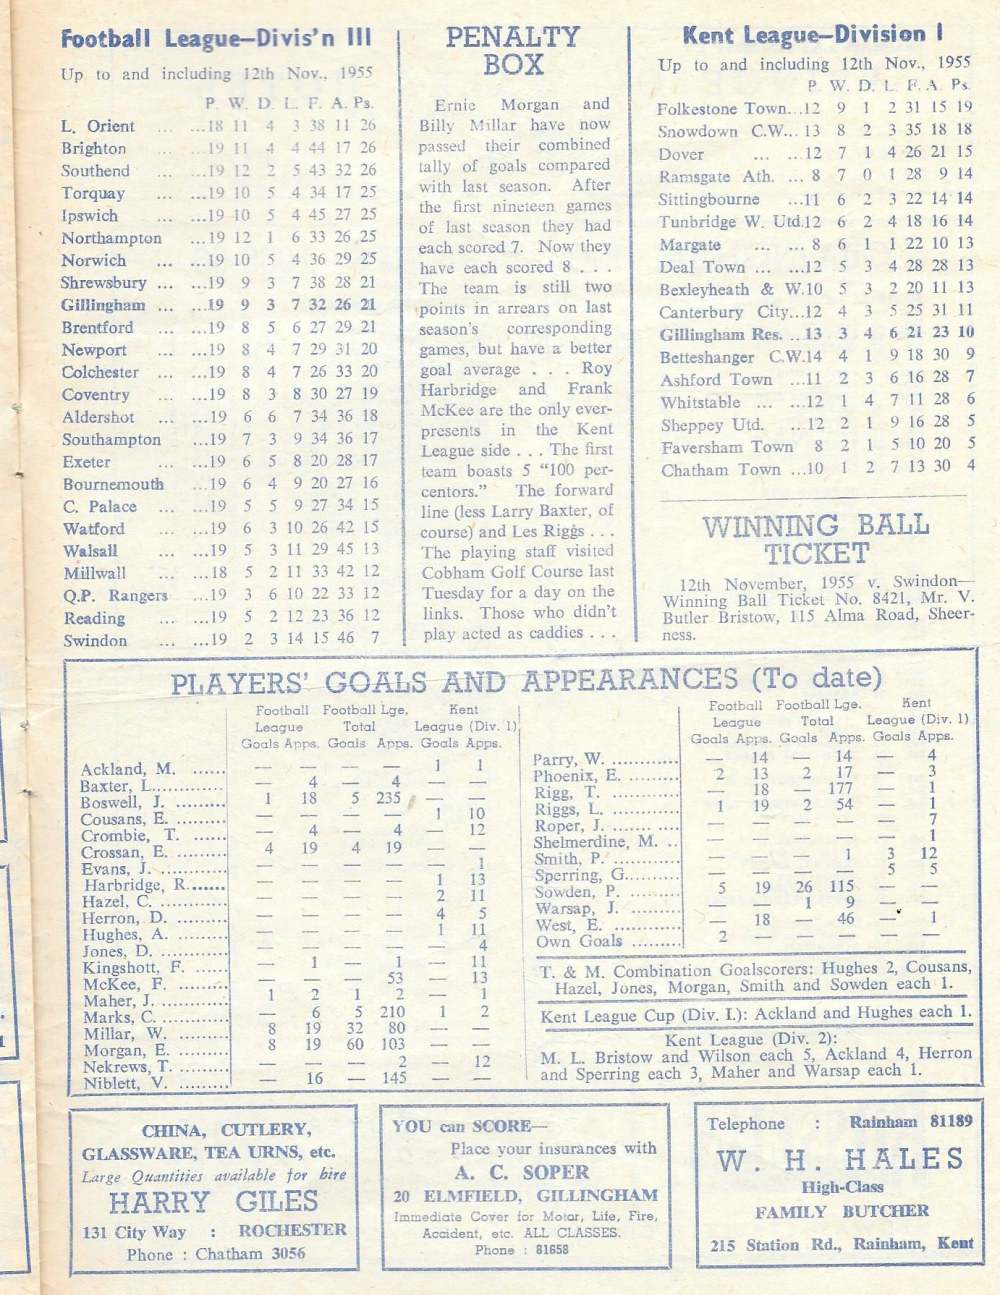 Football League—Divis'n III
Up to and including 12th Nov., 1955
P. W. D. L. F. A. Ps.
L. Orient ... ...18 11 4 3 38 11 26
Brighton ... ...19 11 4 4 44 17 26
Southend ... ...19 12 2 5 43 32 26
Torquay ... ...19 10 5 4 34 17 25
Ipswich ... ...19 10 5 4 45 27 25
Northampton ...19 12 1 6 33 26 25
Norwich ... ...19 10 5 4 36 29 25
Shrewsbury ... ...19 9 3 7 38 28 21
Gillingham ... ...19 9 3 7 32 26 21
Brentford ... ...19 8 5 6 27 29 21
Newport ... ...19 8 4 7 29 31 20
Colchester ... ...19 8 4 7 26 33 20
Coventry ... ...19 8 3 8 30 27 19
Aldershot ... ...19 6 6 7 34 36 18
Southampton ...19 7 3 9 34 36 17
Exeter ... ...19 6 5 8 20 28 17
Bournemouth ...19 6 4 9 20 27 16
C. Palace ... ...19 5 5 9 27 34 15
Watford ... ...19 6 3 10 26 42 15
Walsall ... ...19 5 3 11 29 45 13
Millwall ... ...18 5 2 11 33 42 12
Q.P. Rangers ...19 3 6 10 22 33 12
Reading ... ...19 5 2 12 23 36 12
Swindon ... ...19 2 3 14 15 46 7
PENALTY
BOX
Ernie Morgan and
Billy Millar have now
passed their combined
tally of goals compared
with last season. After
the first nineteen games
of last season they had
each scored 7. Now they
have each scored 8 . . .
The team is still two
points in arrears on last
season's corresponding
games, but have a better
goal average . . . Roy
Harbridge and Frank
McKee are the only ever-
presents in the Kent
League side . . . The first
team boasts 5 "100 per-
centors." The forward
line (less Larry Baxter, of
course) and Les Riggs . . .
The playing staff visited
Cobham Golf Course last
Tuesday for a day on the
links. Those who didn't
play acted as caddies . . .
Kent League—Division I
Up to and including 12th Nov., 1955
P. W. D. L. F. A. Ps.
Folkestone Town...12 9 1 2 31 15 19
Snowdown C.W... 13 8 2 3 35 18 18
Dover ... ...12 7 1 4 26 21 15
Ramsgate Ath. ... 8 7 0 1 28 9 14
Sittingbourne ...11 6 2 3 22 14 14
Tunbridge W. Utd.12 6 2 4 18 16 14
Margate ... ... 8 6 1 1 22 10 13
Deal Town ... ...12 5 3 4 28 28 13
Bexleyheath & W.10 5 3 2 20 11 13
Canterbury City...12 4 3 5 25 31 11
Gillingham Res. ...13 3 4 6 21 23 10
Betteshanger C.W.14 4 1 9 18 30 9
Ashford Town ...11 2 3 6 16 28 7
Whitstable ... ...12 1 4 7 11 28 6
Sheppey Utd. ...12 2 1 9 16 28 5
Faversham Town 8 2 1 5 10 20 5
Chatham Town ...10 1 2 7 13 30 4
WINNING BALL
TICKET
12th November, 1955 v. Swindon—
Winning Ball Ticket No. 8421, Mr. V.
Butler Bristow, 115 Alma Road, Sheer-
ness.
PLAYERS' GOALS AND APPEARANCES (To date)
Football Football Lge. Kent
League Total League (Div. 1)
Goals Apps. Goals Apps. Goals Apps.
Ackland, M. ...... — — — — 1 1
Baxter, L............. — 4 — 4 — —
Boswell, J. ......... 1 18 5 235 — —
Cousans, E. ......... — — — — 1 10
Crombie, T. ...... — 4 — 4 — 12
Crossan, E. ......... 4 19 4 19 — —
Evans, J. ............ — — — — — 1
Harbridge, R....... — — — — 1 13
Hazel, C. ............ — — — — 2 11
Herron, D. ......... — — — — 4 5
Hughes, A. ......... — — — — 1 11
Jones, D. ............ — — — — — 4
Kingshott, F. ...... — 1 — 1 — 11
McKee, F. ......... — — — 53 — 13
Maher, J. ............ 1 2 1 2 — 1
Marks, C. ............ — 6 5 210 1 2
Millar, W. ......... 8 19 32 80 — —
Morgan, E. ......... 8 19 60 103 — —
Nekrews, T. ......... — — — 2 — 12
Niblett, V. ......... — 16 — 145 — —
Football Football Lge. Kent
League Total League (Div. 1)
Goals Apps. Goals Apps. Goals Apps.
Parry, W. ............ — 14 — 14 — 4
Phoenix, E. ......... 2 13 2 17 — 3
Rigg, T. ............ — 18 — 177 — 1
Riggs, L. ............ 1 19 2 54 — 1
Roper, J. ............ — — — — — 7
Shelmerdine, M. .. — — — — — 1
Smith, P. ............ — — — 1 3 12
Sperring, G......... — — — — 5 5
Sowden, P. ......... 5 19 26 115 — —
Warsap, J. ......... — — 1 9 — —
West, E. ............ — 18 — 46 — 1
Own Goals ......... 2 — — — — —
T. & M. Combination Goalscorers: Hughes 2, Cousans,
Hazel, Jones, Morgan, Smith and Sowden each 1.
Kent League Cup (Div. I.): Ackland and Hughes each 1.
Kent League (Div. 2):
M. L. Bristow and Wilson each 5, Ackland 4, Herron
and Sperring each 3, Maher and Warsap each 1.
CHINA, CUTLERY,
GLASSWARE, TEA URNS, etc.
Large Quantities available for hire
HARRY GILES
131 City Way : ROCHESTER
Phone : Chatham 3056
YOU can SCORE—
Place your insurances with
A. C. SOPER
20 ELMFIELD, GILLINGHAM
Immediate Cover for Motor, Life, Fire,
Accident, etc. ALL CLASSES.
Phone : 81658
Telephone : Rainham 81189
W. H. HALES
High-Class
FAMILY BUTCHER
215 Station Rd., Rainham, Kent